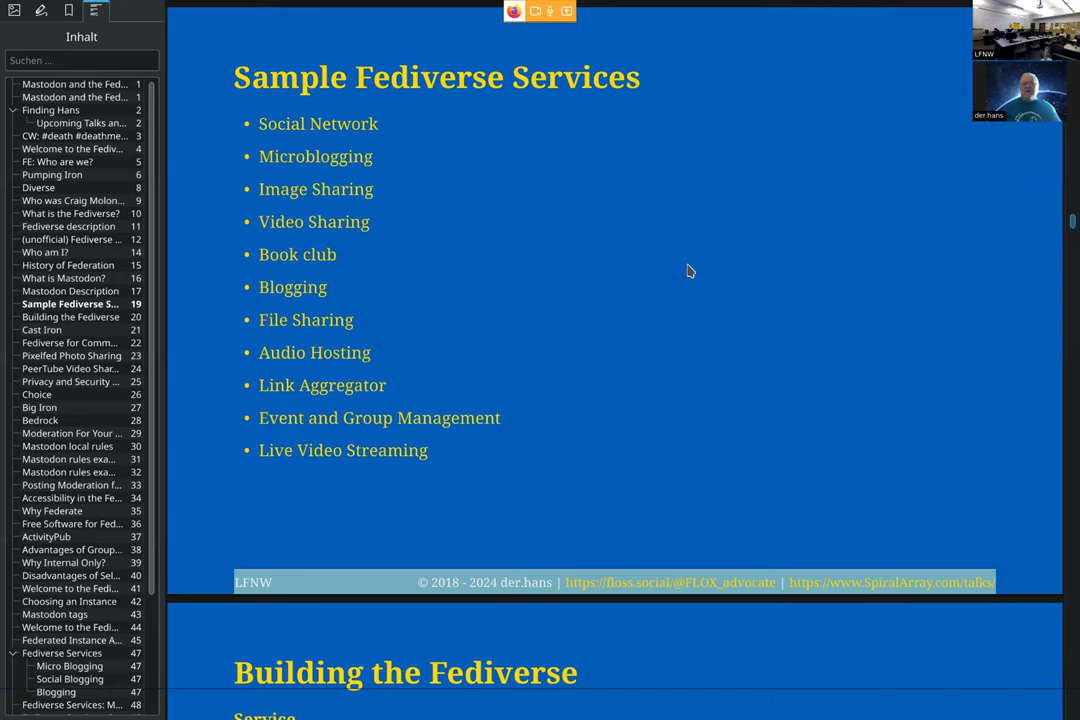 Inhalt
Suchen ...
Mastodon and the Fed... 1
Mastodon and the Fed... 1
Finding Hans 2
Upcoming Talks an... 2
CW: #death #deathme... 3
Welcome to the Fediv... 4
FE: Who are we? 5
Pumping Iron 6
Diverse 8
Who was Craig Molon... 9
What is the Fediverse? 10
Fediverse description 11
(unofficial) Fediverse ... 12
Who am I? 14
History of Federation 15
What is Mastodon? 16
Mastodon Description 17
Sample Fediverse S... 19
Building the Fediverse 20
Cast Iron 21
Fediverse for Comm... 22
Pixelfed Photo Sharing 23
PeerTube Video Shar... 24
Privacy and Security ... 25
Choice 26
Big Iron 27
Bedrock 28
Moderation For Your ... 29
Mastodon local rules 30
Mastodon rules exa... 31
Mastodon rules exa... 32
Posting Moderation f... 33
Accessibility in the Fe... 34
Why Federate 35
Free Software for Fed... 36
ActivityPub 37
Advantages of Group... 38
Why Internal Only? 39
Disadvantages of Sel... 40
Welcome to the Fedi... 41
Choosing an Instance 42
Mastodon tags 43
Welcome to the Fedi... 44
Federated Instance A... 45
Fediverse Services 47
Micro Blogging 47
Social Blogging 47
Blogging 47
Fediverse Services: M... 48
Sample Fediverse Services
• Social Network
• Microblogging
• Image Sharing
• Video Sharing
• Book club
• Blogging
• File Sharing
• Audio Hosting
• Link Aggregator
• Event and Group Management
• Live Video Streaming
LFNW © 2018 - 2024 der.hans | https://floss.social/@FLOX_advocate | https://www.SpiralArray.com/talks/
Building the Fediverse
Service
LFNW
der.hans